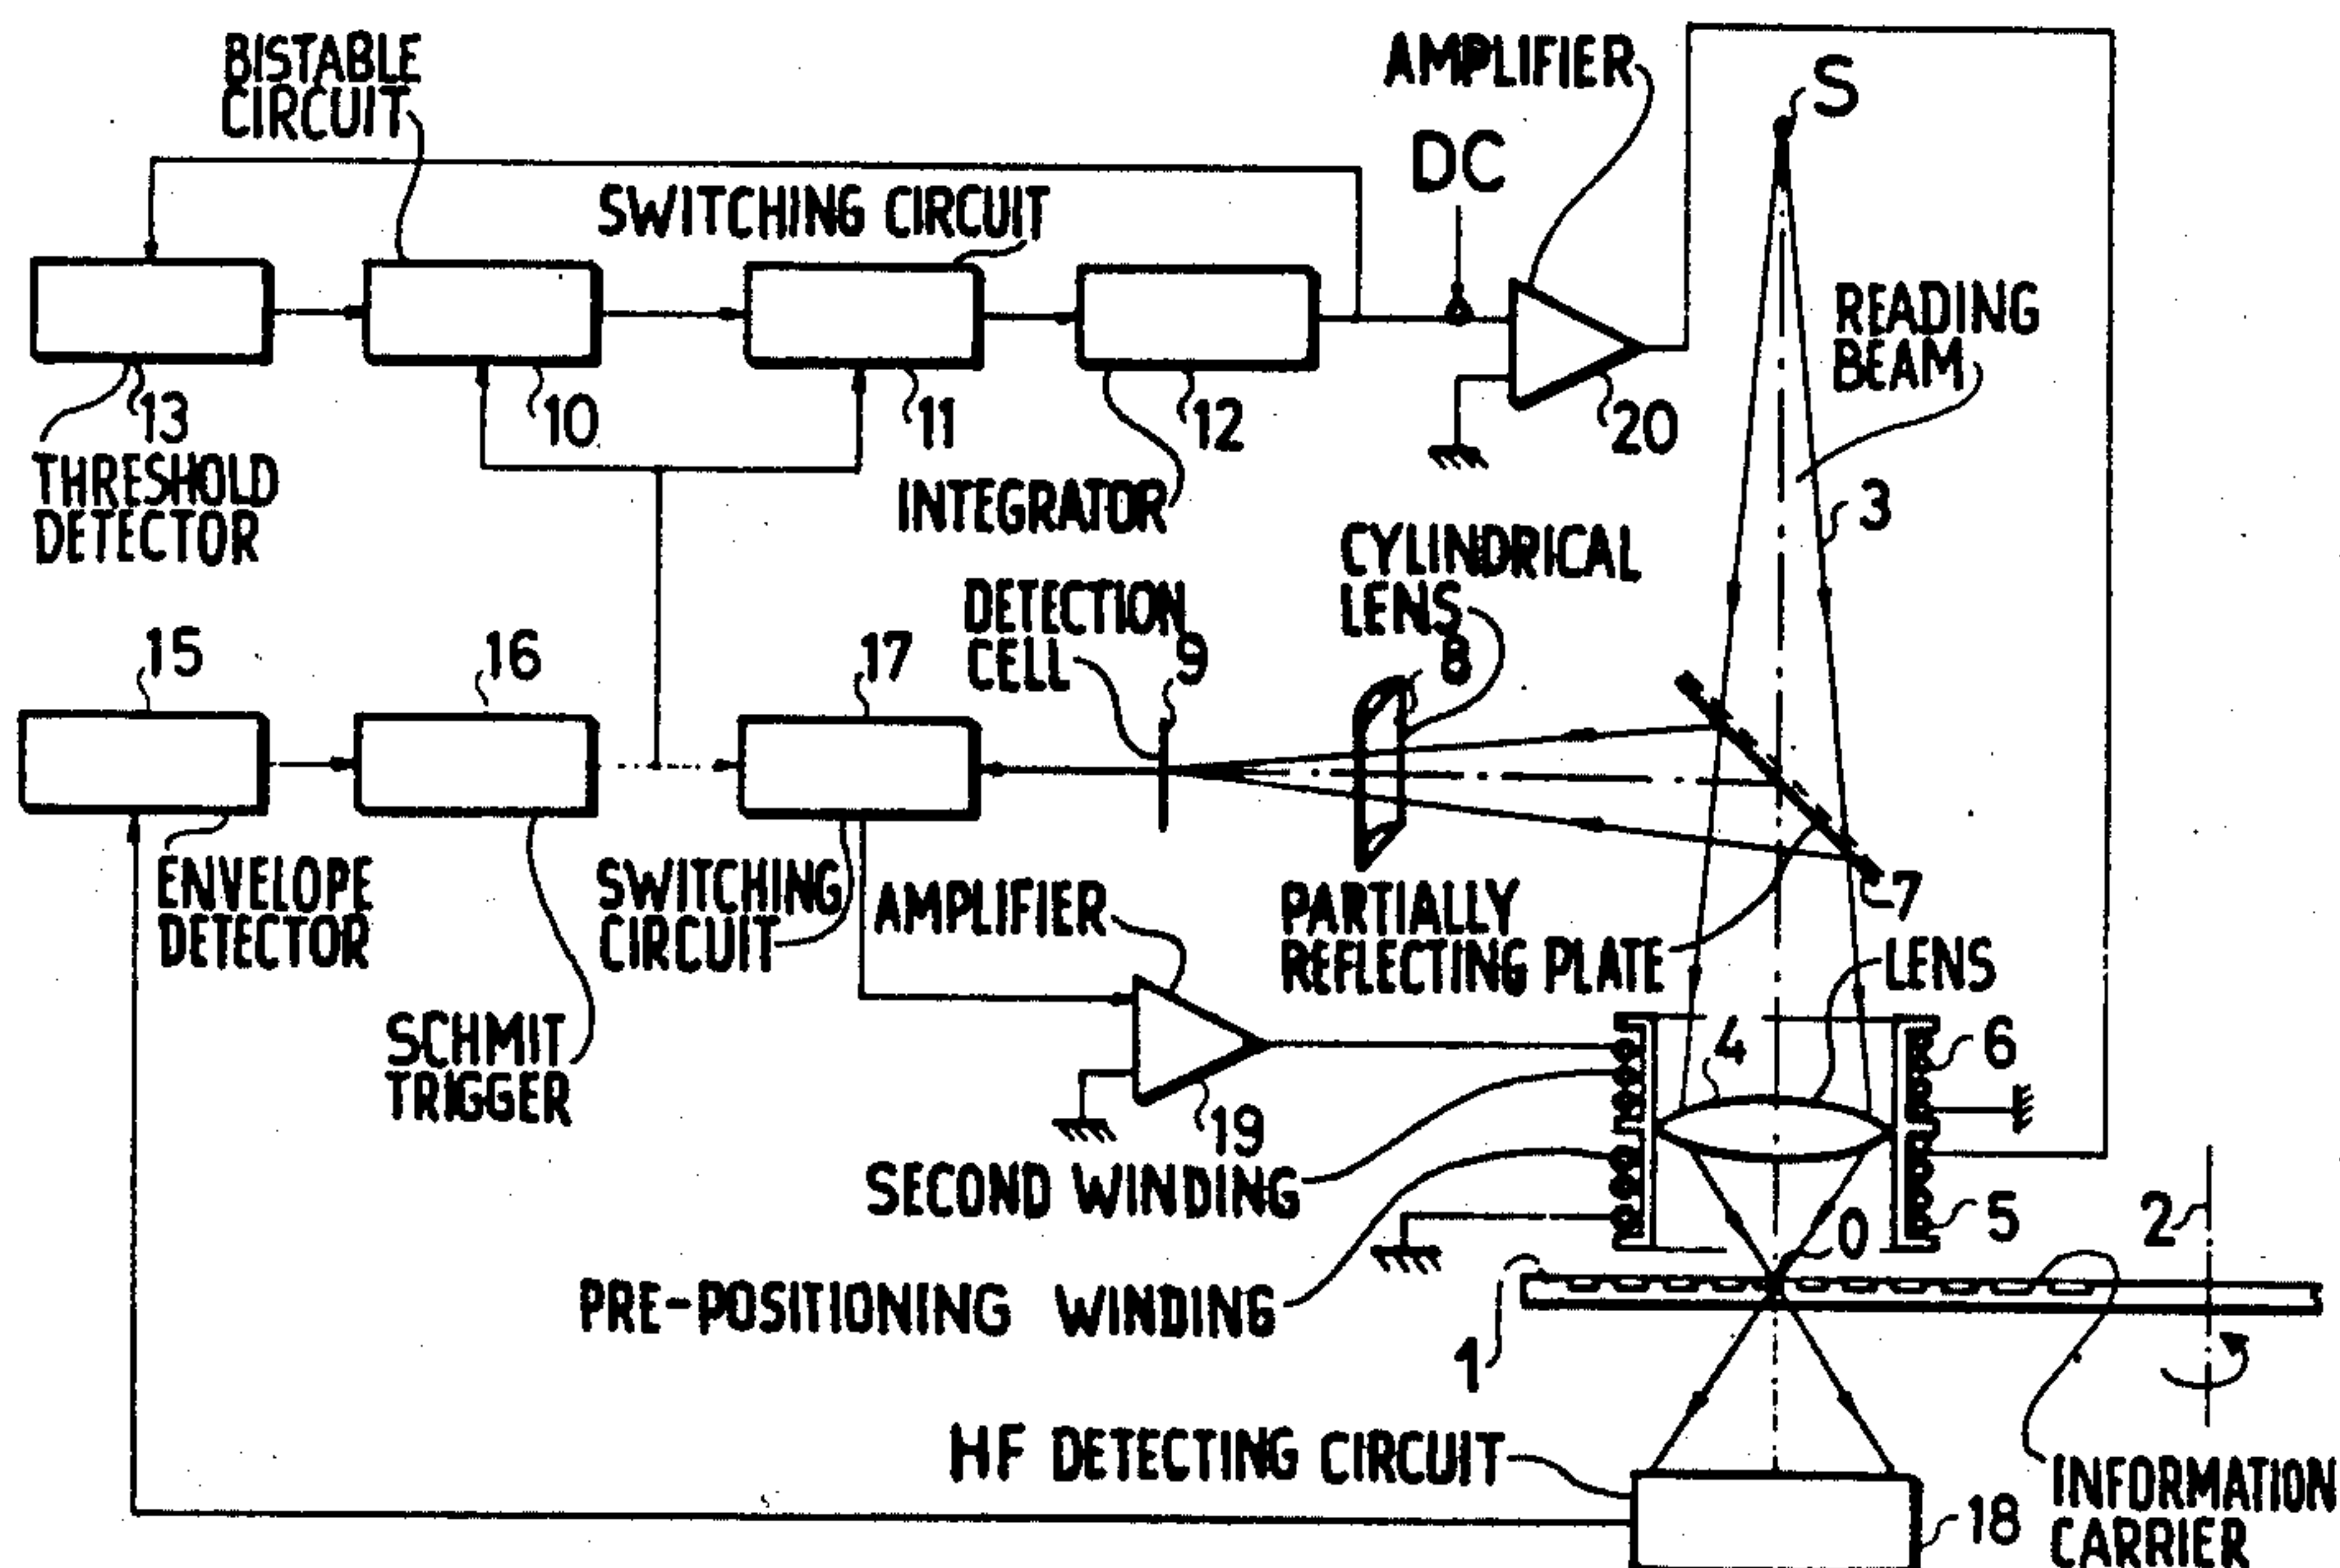 BISTABLE
CIRCUIT
AMPLIFIER
S
DC
SWITCHING CIRCUIT
READING
BEAM
13
10
11
12
20
THRESHOLD
DETECTOR
INTEGRATOR
3
CYLINDRICAL
LENS
8
DETECTION
CELL
9
15
16
17
ENVELOPE
DETECTOR
SWITCHING
CIRCUIT
AMPLIFIER
PARTIALLY
REFLECTING PLATE
7
LENS
SCHMIT
TRIGGER
4
6
19
SECOND WINDING
5
2
0
PRE-POSITIONING WINDING
1
HF DETECTING CIRCUIT
18
INFORMATION
CARRIER